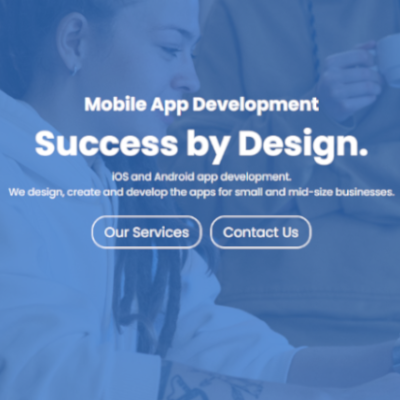 Mobile App Development
Success by Design.
iOS and Android app development.
We design, create and develop the apps for small and mid-size businesses.
Our Services
Contact Us